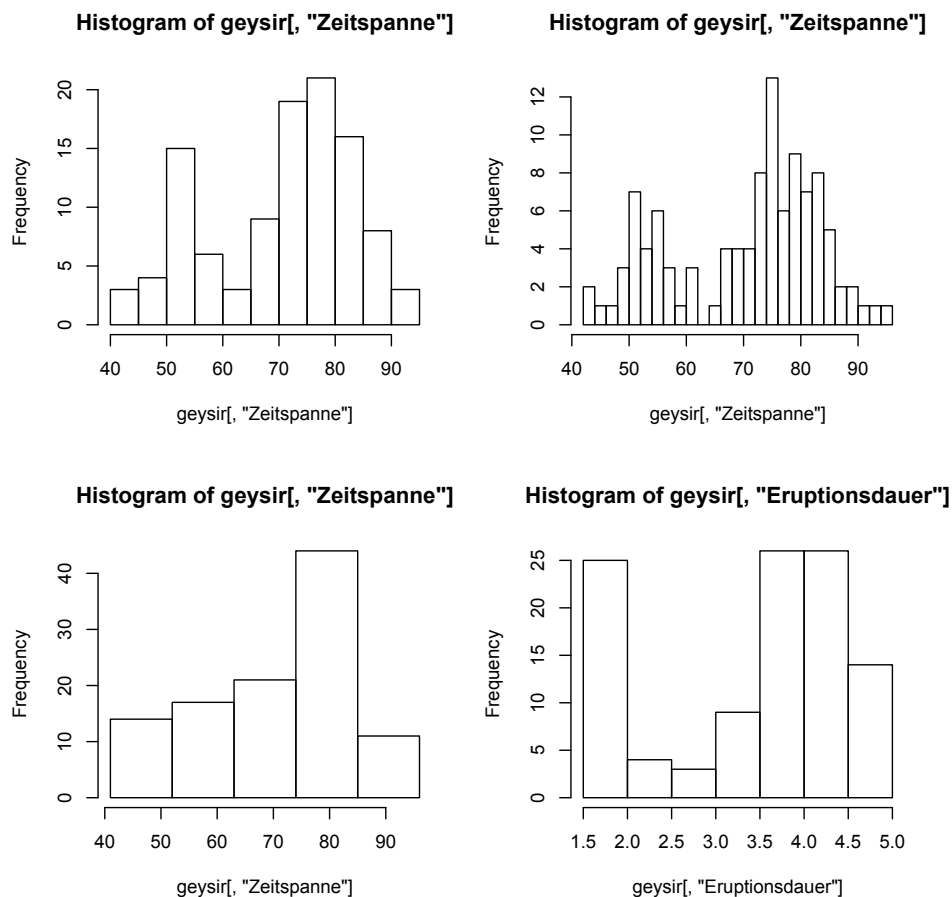 Histogram of geysir[, "Zeitspanne"]
Frequency
0 5 10 15 20
40 50 60 70 80 90
geysir[, "Zeitspanne"]
Histogram of geysir[, "Zeitspanne"]
Frequency
0 2 4 6 8 10 12
40 50 60 70 80 90
geysir[, "Zeitspanne"]
Histogram of geysir[, "Zeitspanne"]
Frequency
0 10 20 30 40
40 50 60 70 80 90
geysir[, "Zeitspanne"]
Histogram of geysir[, "Eruptionsdauer"]
Frequency
0 5 10 15 20 25
1.5 2.0 2.5 3.0 3.5 4.0 4.5 5.0
geysir[, "Eruptionsdauer"]